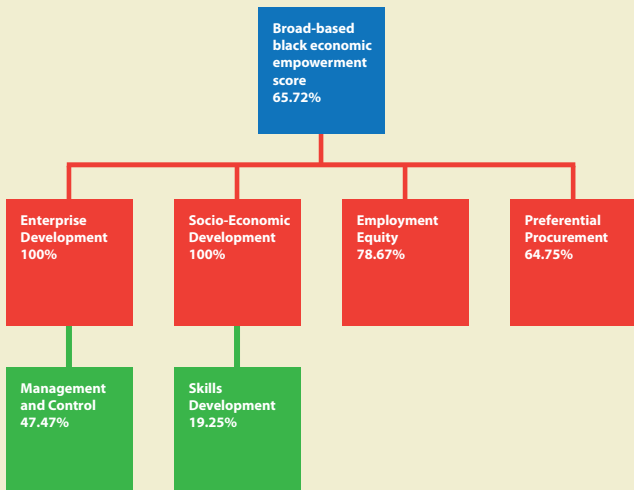 Broad-based
black economic
empowerment
score
65.72%
Enterprise
Development
100%
Socio-Economic
Development
100%
Employment
Equity
78.67%
Preferential
Procurement
64.75%
Management
and Control
47.47%
Skills
Development
19.25%